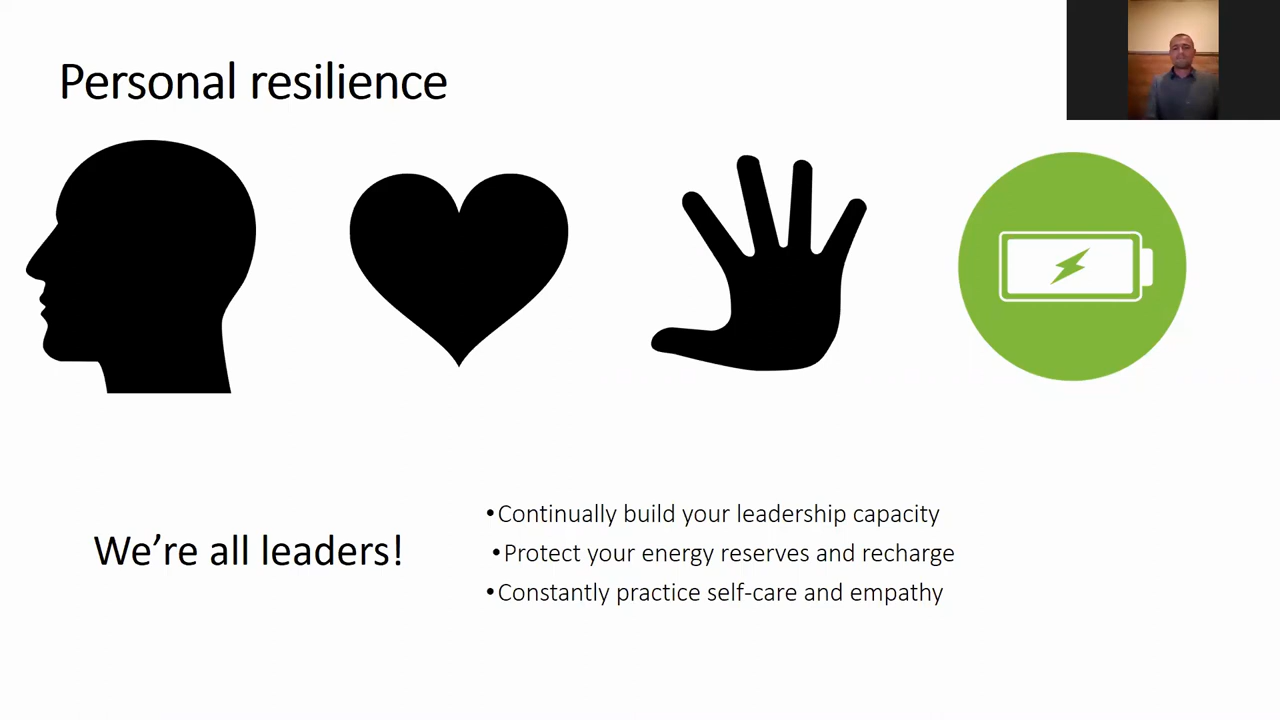 Personal resilience
We're all leaders!
•Continually build your leadership capacity
•Protect your energy reserves and recharge
•Constantly practice self-care and empathy